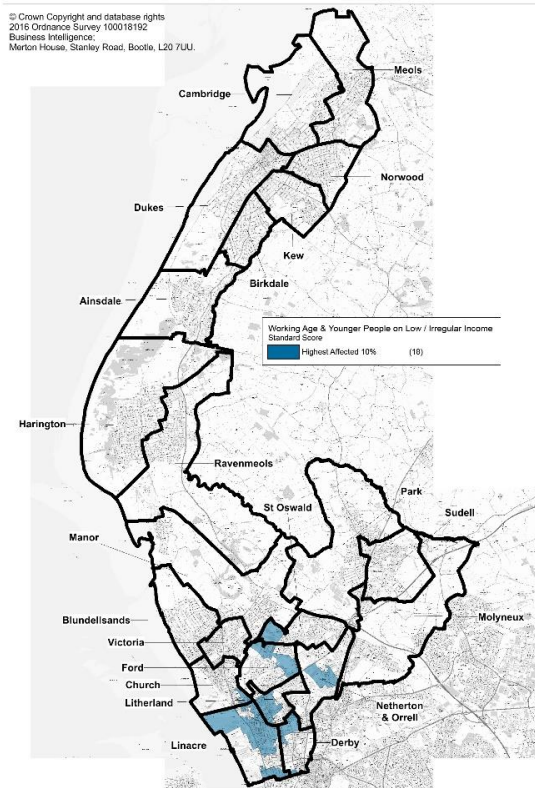 © Crown Copyright and database rights
2016 Ordnance Survey 100018192
Business Intelligence;
Merton House, Stanley Road, Bootle, L20 7UU.
Meols
Cambridge
Norwood
Dukes
Kew
Birkdale
Ainsdale
Working Age & Younger People on Low / Irregular Income
Standard Score
Highest Affected 10% (18)
Harington
Ravenmeols
Park
St Oswald
Sudell
Manor
Molyneux
Blundellsands
Victoria
Ford
Church
Litherland
Netherton
& Orrell
Linacre
Derby